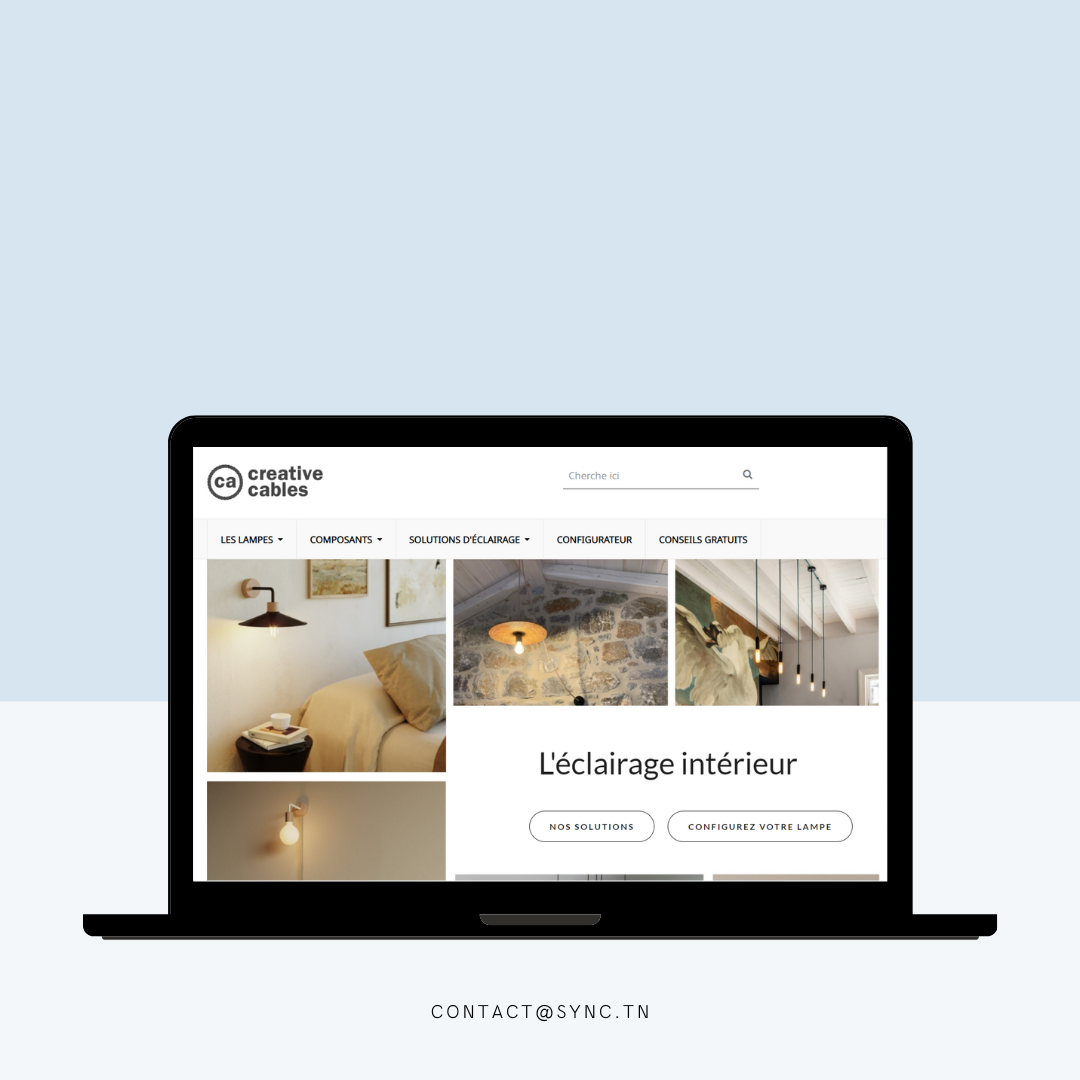 ca creative
cables
Cherche ici
LES LAMPES
COMPOSANTS
SOLUTIONS D'ÉCLAIRAGE
CONFIGURATEUR
CONSEILS GRATUITS
L'éclairage intérieur
NOS SOLUTIONS
CONFIGUREZ VOTRE LAMPE
CONTACT@SYNC.TN